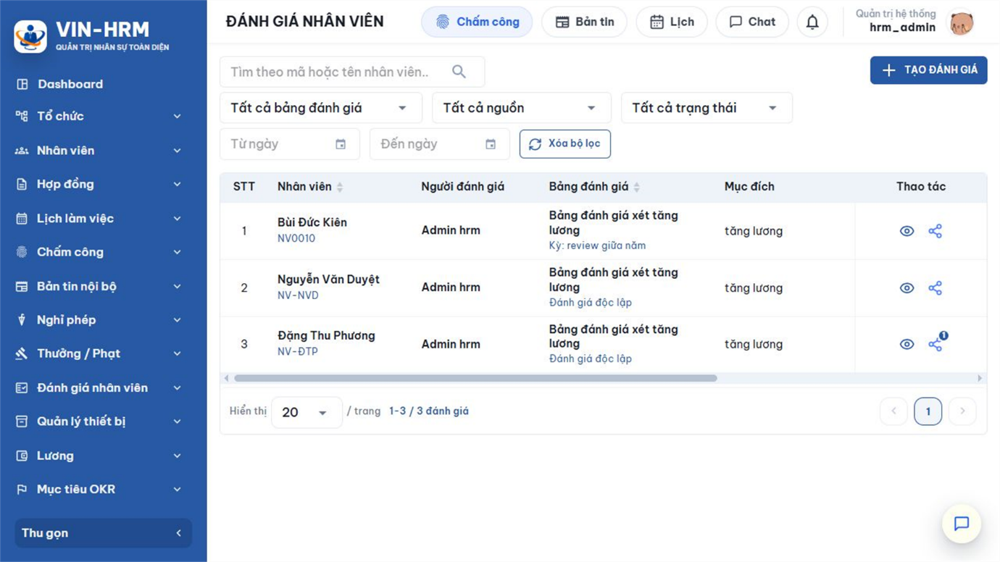 VIN-HRM
QUẢN TRỊ NHÂN SỰ TOÀN DIỆN
Dashboard
Tổ chức
Nhân viên
Hợp đồng
Lịch làm việc
Chấm công
Bản tin nội bộ
Nghỉ phép
Thưởng / Phạt
Đánh giá nhân viên
Quản lý thiết bị
Lương
Mục tiêu OKR
Thu gọn
ĐÁNH GIÁ NHÂN VIÊN
Chấm công
Bản tin
Lịch
Chat
Quản trị hệ thống
hrm_admin
Tìm theo mã hoặc tên nhân viên..
TẠO ĐÁNH GIÁ
Tất cả bảng đánh giá
Tất cả nguồn
Tất cả trạng thái
Từ ngày
Đến ngày
Xóa bộ lọc
STT
Nhân viên
Người đánh giá
Bảng đánh giá
Mục đích
Thao tác
1
Bùi Đức Kiên
NV0010
Admin hrm
Bảng đánh giá xét tăng
lương
Kỳ: review giữa năm
tăng lương
2
Nguyễn Văn Duyệt
NV-NVD
Admin hrm
Bảng đánh giá xét tăng
lương
Đánh giá độc lập
tăng lương
3
Đặng Thu Phương
NV-ĐTP
Admin hrm
Bảng đánh giá xét tăng
lương
Đánh giá độc lập
tăng lương
1
Hiển thị
20
/ trang
1-3 / 3 đánh giá
1